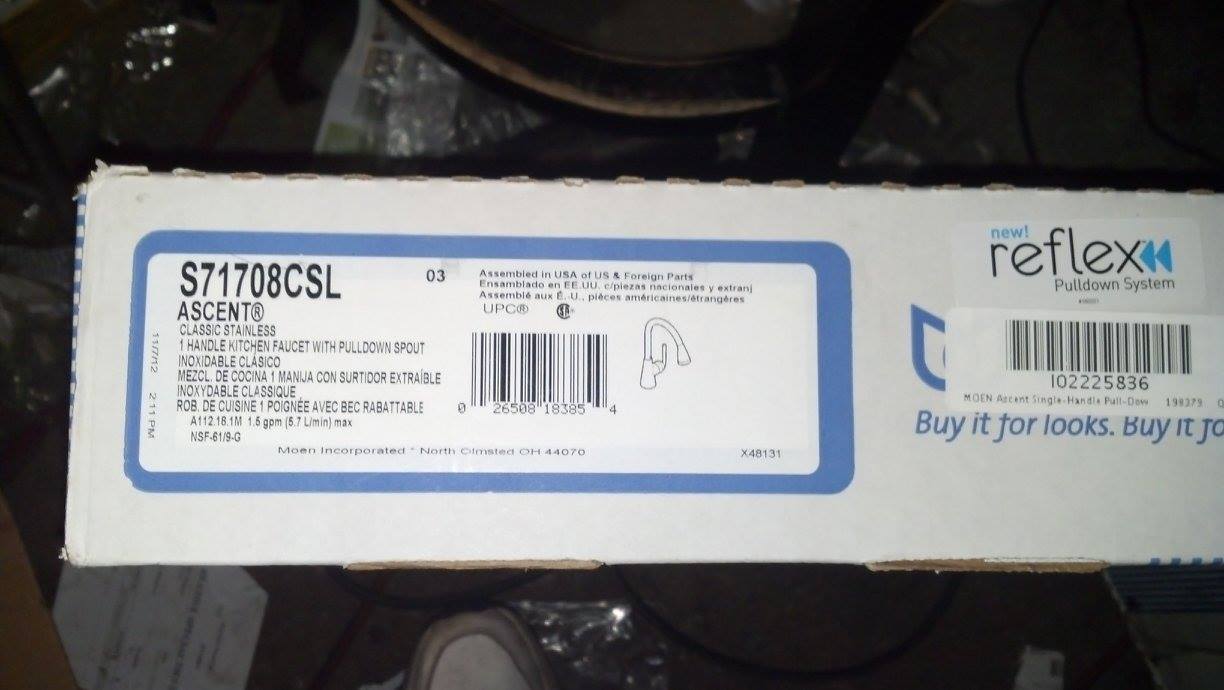 S71708CSL
03
ASCENT®
CLASSIC STAINLESS
1 HANDLE KITCHEN FAUCET WITH PULLDOWN SPOUT
INOXIDABLE CLÁSICO
MEZCL. DE COCINA 1 MANIJA CON SURTIDOR EXTRAÍBLE
INOXYDABLE CLASSIQUE
ROB. DE CUISINE 1 POIGNÉE AVEC BEC RABATTABLE
A112.18.1M 1.5 gpm (5.7 L/min) max
NSF-61/9-G
Assembled in USA of US & Foreign Parts
Ensamblado en EE.UU. c/piezas nacionales y extranj
Assemblé aux É.-U., pièces américaines/étrangères
UPC®
0 26508 18385 4
Moen Incorporated * North Olmsted OH 44070
X48131
11/7/12 2:11 PM
new!
reflex
Pulldown System
I02225836
MOEN Ascent Single-Handle Pull-Dow 198379
Buy it for looks. Buy it fo